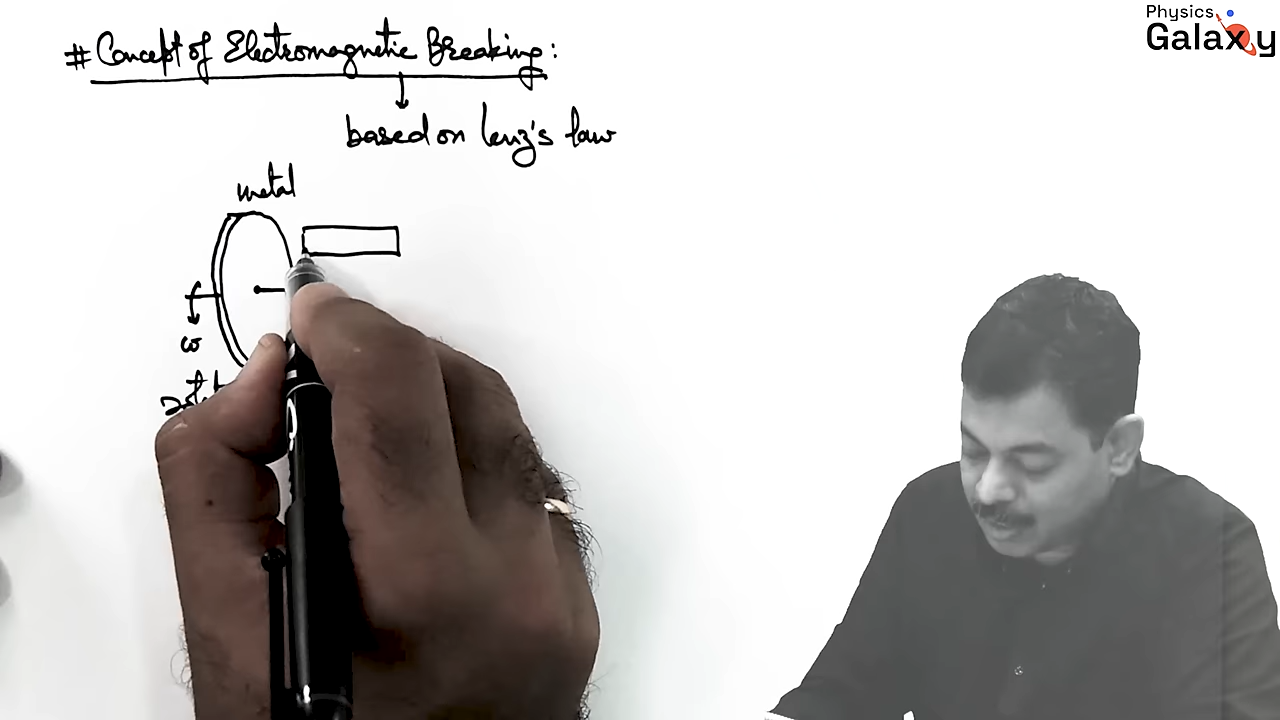 Physics
Galaxy
# Concept of Electromagnetic Breaking:
based on Lenz's law
metal
ω